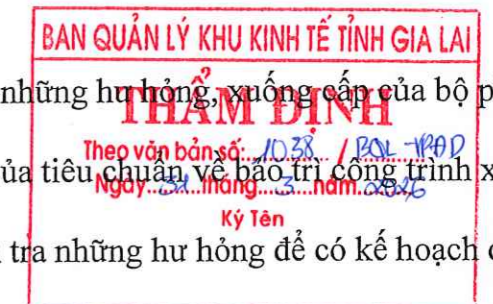 BAN QUẢN LÝ KHU KINH TẾ TỈNH GIA LAI
những hư hỏng, xuống cấp của bộ p
THẨM ĐỊNH
Theo văn bản số: 1038 / BQL-TPAD
ủa tiêu chuẩn về bảo trì công trình x
Ngày 31 tháng 3 năm 2026
Ký Tên
tra những hư hỏng để có kế hoạch